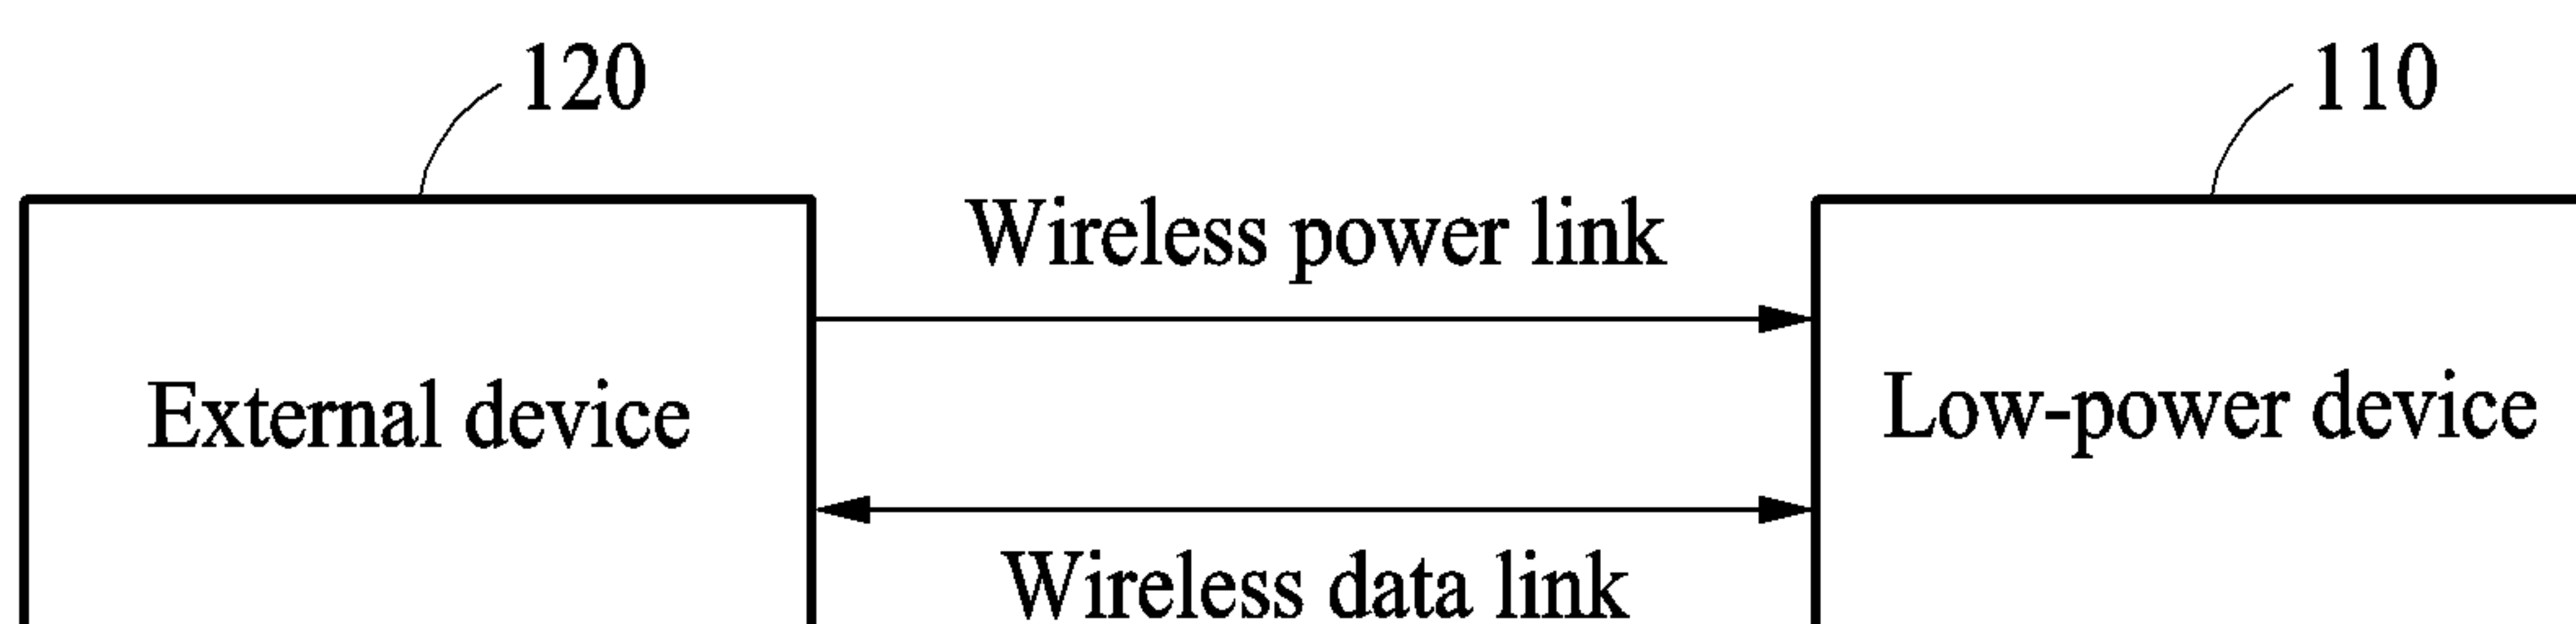 120
110
Wireless power link
External device
Low-power device
Wireless data link